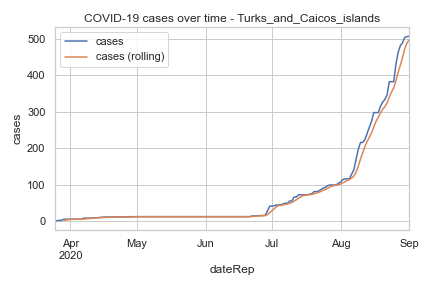 COVID-19 cases over time - Turks_and_Caicos_islands
cases
cases (rolling)
500
400
300
200
100
0
cases
Apr
2020
May
Jun
Jul
Aug
Sep
dateRep